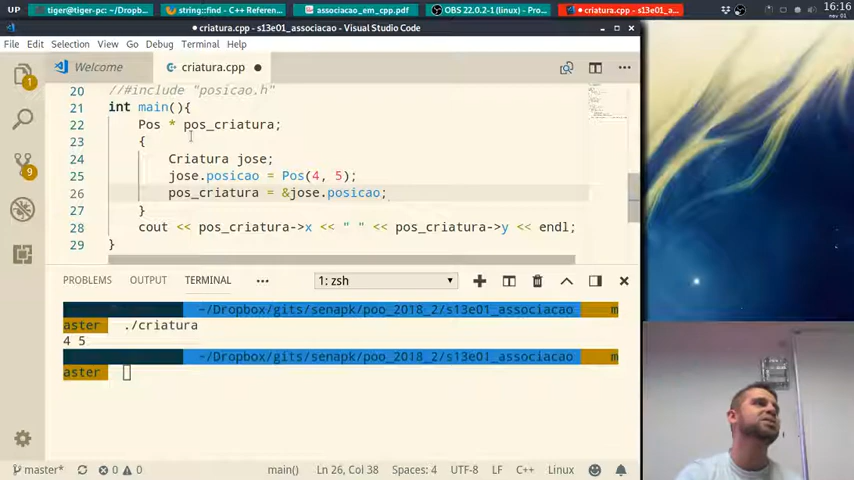 UP tiger@tiger-pc: ~/Dropb... string::find - C++ Referen... associacao_em_cpp.pdf OBS 22.0.2-1 (linux) - Pro... ● criatura.cpp - s13e01_a... 16:16
nov 01
● criatura.cpp - s13e01_associacao - Visual Studio Code
File Edit Selection View Go Debug Terminal Help
Welcome criatura.cpp ●
20 //#include "posicao.h"
21 int main(){
22 Pos * pos_criatura;
23 {
24 Criatura jose;
25 jose.posicao = Pos(4, 5);
26 pos_criatura = &jose.posicao;
27 }
28 cout << pos_criatura->x << " " << pos_criatura->y << endl;
29 }
PROBLEMS OUTPUT TERMINAL ••• 1: zsh
~/Dropbox/gits/senapk/poo_2018_2/s13e01_associacao m
aster ./criatura
4 5
~/Dropbox/gits/senapk/poo_2018_2/s13e01_associacao m
aster
master* 0 0 main() Ln 26, Col 38 Spaces: 4 UTF-8 LF C++ Linux